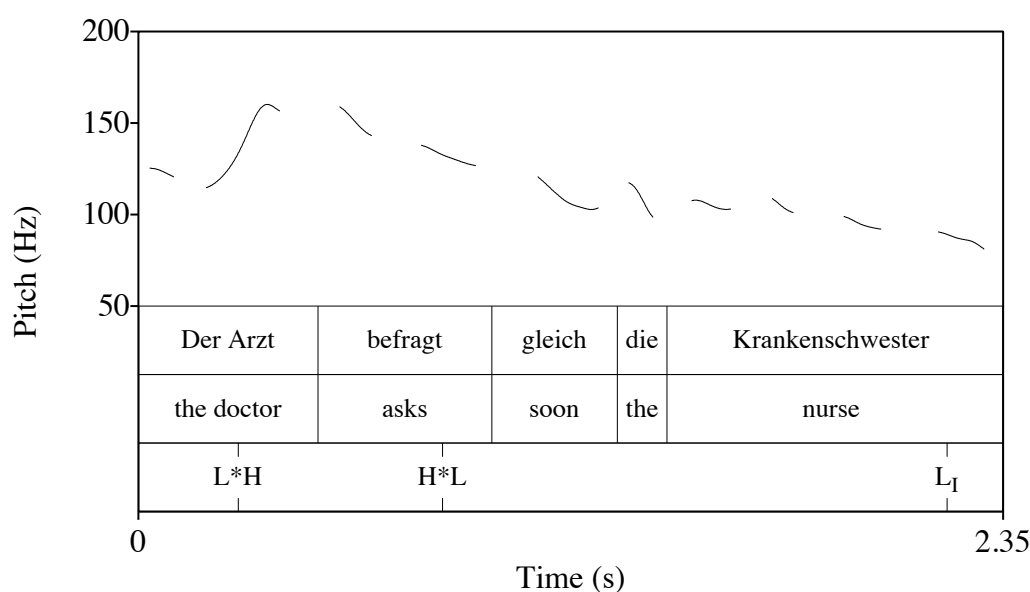 200
150
100
50
Pitch (Hz)
Der Arzt befragt gleich die Krankenschwester
the doctor asks soon the nurse
L*H H*L L_I
0 2.35
Time (s)